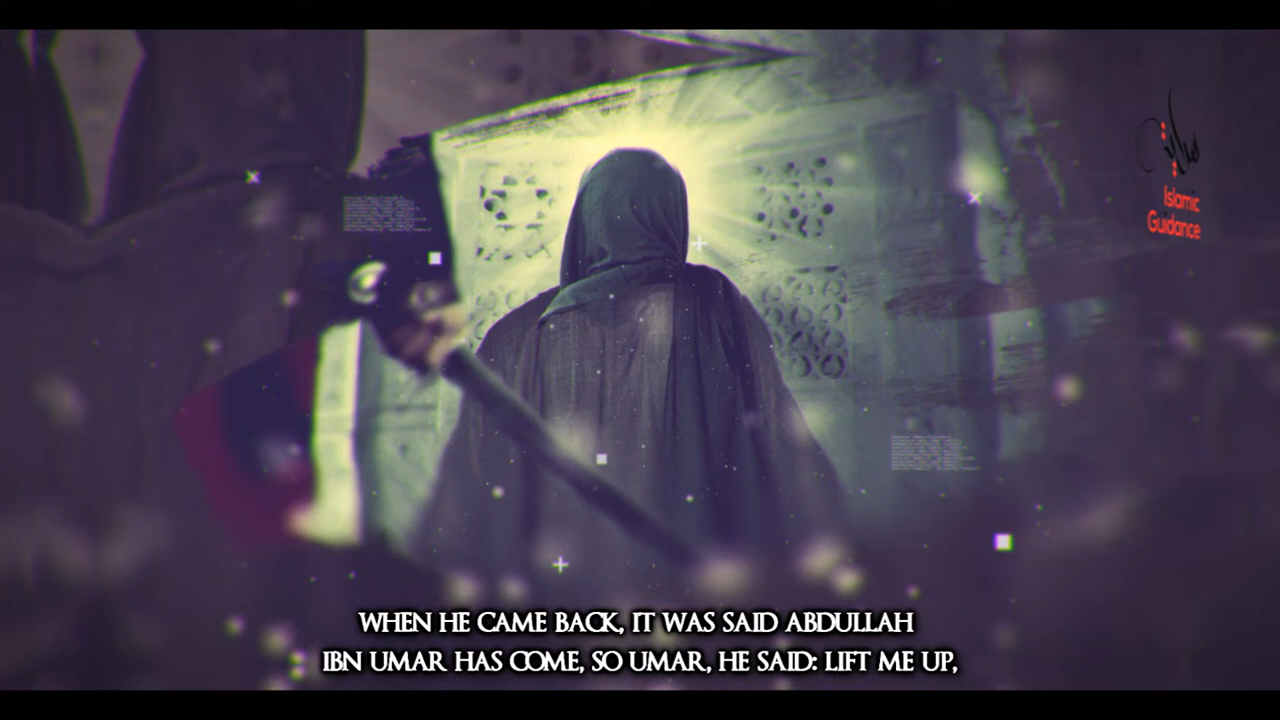 Islamic
Guidance
WHEN HE CAME BACK, IT WAS SAID ABDULLAH
IBN UMAR HAS COME, SO UMAR, HE SAID: LIFT ME UP,